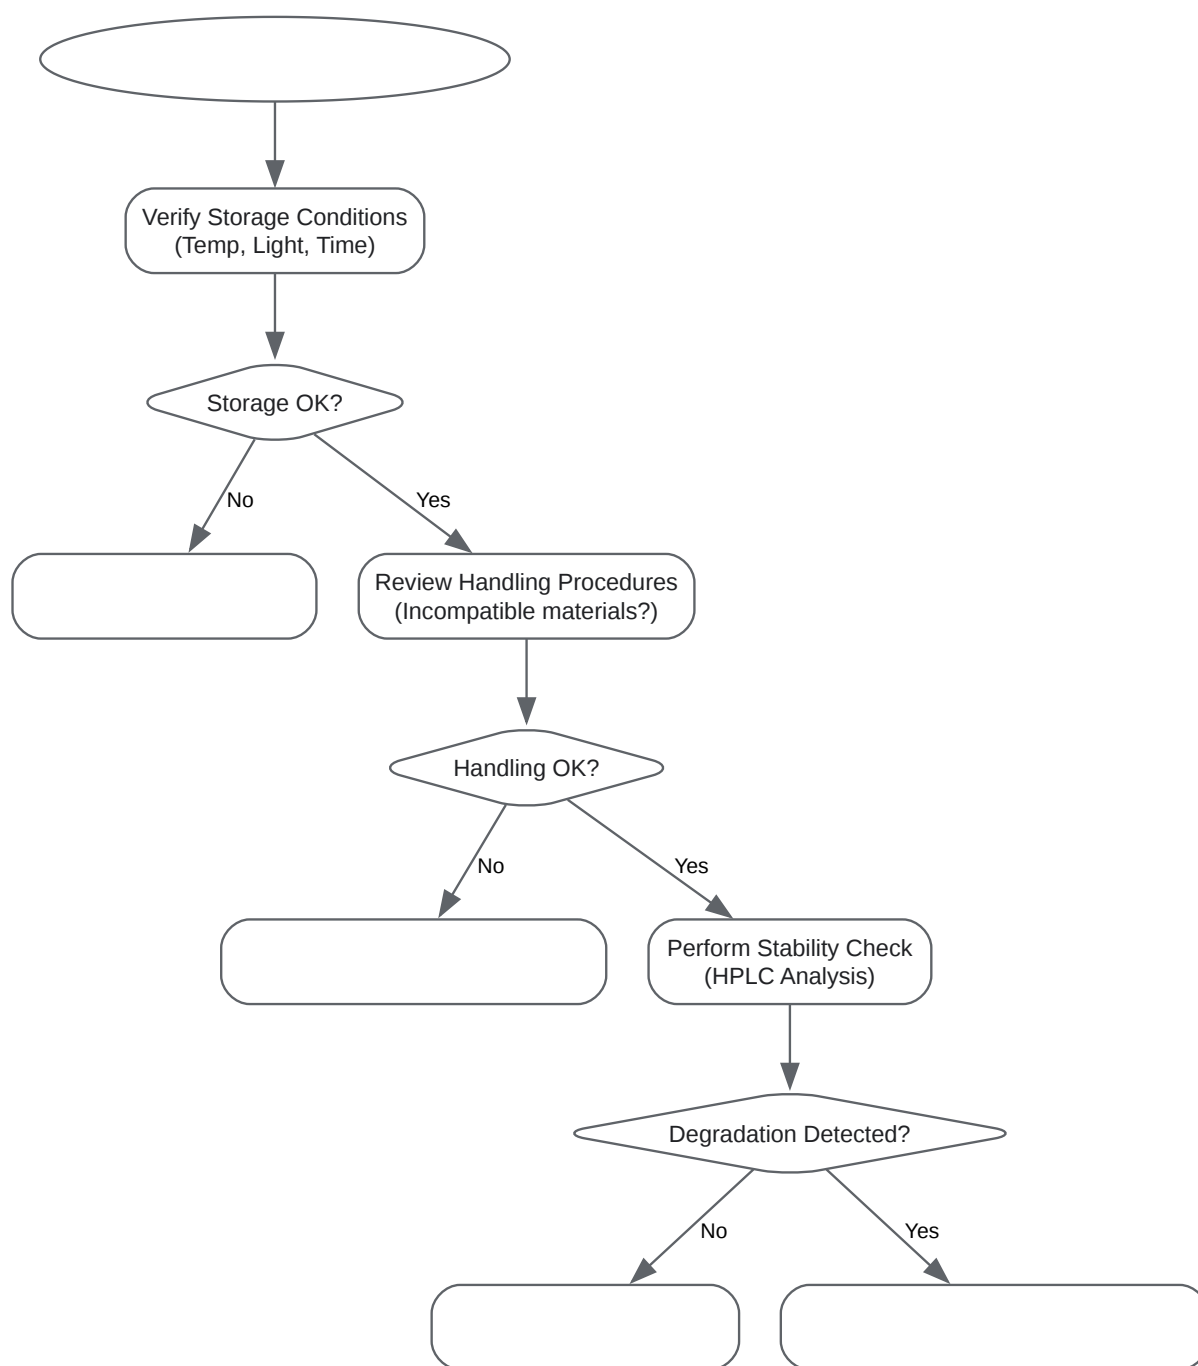 Verify Storage Conditions
(Temp, Light, Time)
Storage OK?
No
Yes
Review Handling Procedures
(Incompatible materials?)
Handling OK?
No
Yes
Perform Stability Check
(HPLC Analysis)
Degradation Detected?
No
Yes